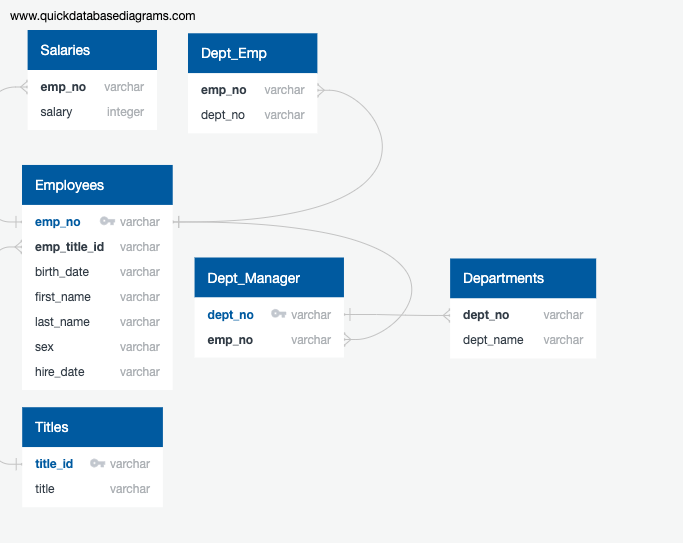 www.quickdatabasediagrams.com
Salaries
emp_no varchar
salary integer
Dept_Emp
emp_no varchar
dept_no varchar
Employees
emp_no varchar
emp_title_id varchar
birth_date varchar
first_name varchar
last_name varchar
sex varchar
hire_date varchar
Dept_Manager
dept_no varchar
emp_no varchar
Departments
dept_no varchar
dept_name varchar
Titles
title_id varchar
title varchar